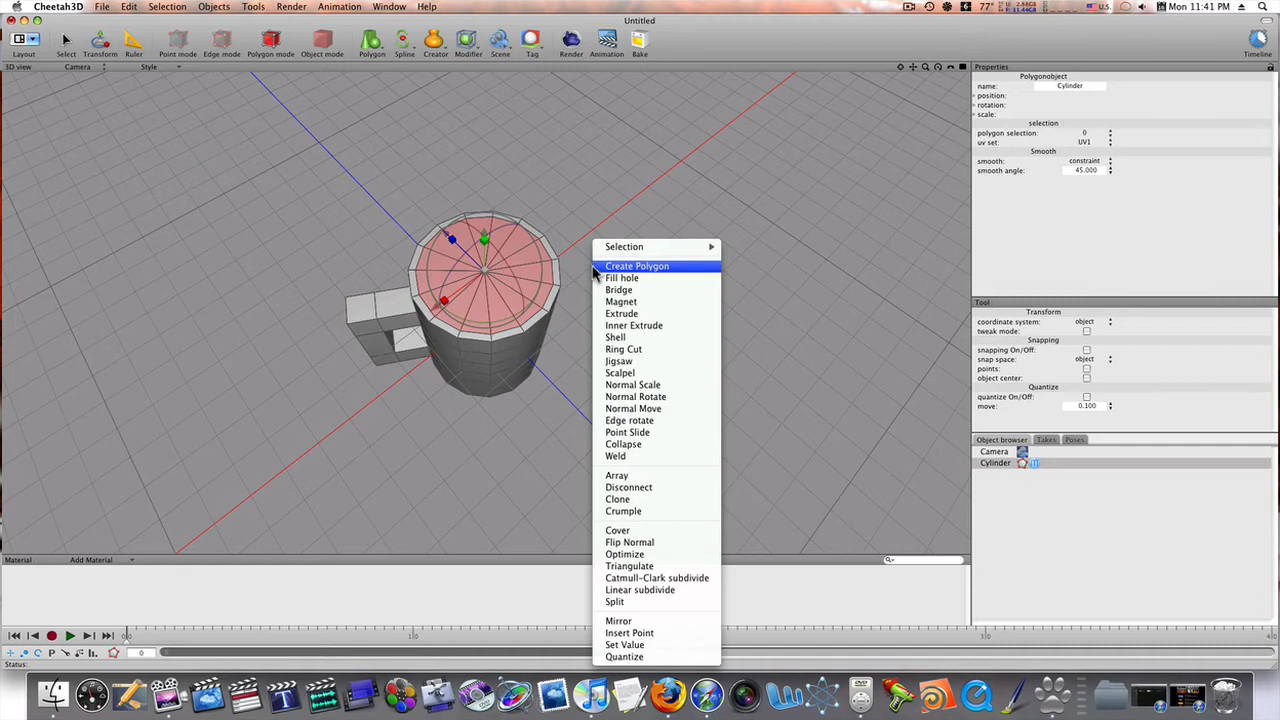 Cheetah3D File Edit Selection Objects Tools Render Animation Window Help 77° U.S. Mon 11:41 PM
Untitled
Layout Select Transform Ruler Point mode Edge mode Polygon mode Object mode Polygon Spline Creator Modifier Scene Tag Render Animation Bake Timeline
3D view Camera Style
Properties
Polygonobject
name: Cylinder
position:
rotation:
scale:
selection
polygon selection: 0
uv set: UV1
Smooth
smooth: constraint
smooth angle: 45.000
Selection
Create Polygon
Fill hole
Bridge
Magnet
Extrude
Inner Extrude
Shell
Ring Cut
Jigsaw
Scalpel
Normal Scale
Normal Rotate
Normal Move
Edge rotate
Point Slide
Collapse
Weld
Array
Disconnect
Clone
Crumple
Cover
Flip Normal
Optimize
Triangulate
Catmull-Clark subdivide
Linear subdivide
Split
Mirror
Insert Point
Set Value
Quantize
Tool
Transform
coordinate system: object
tweak mode:
Snapping
snapping On/Off:
snap space: object
points:
object center:
Quantize
quantize On/Off:
move: 0.100
Object browser Takes Poses
Camera
Cylinder
Material Add Material
Status:
0